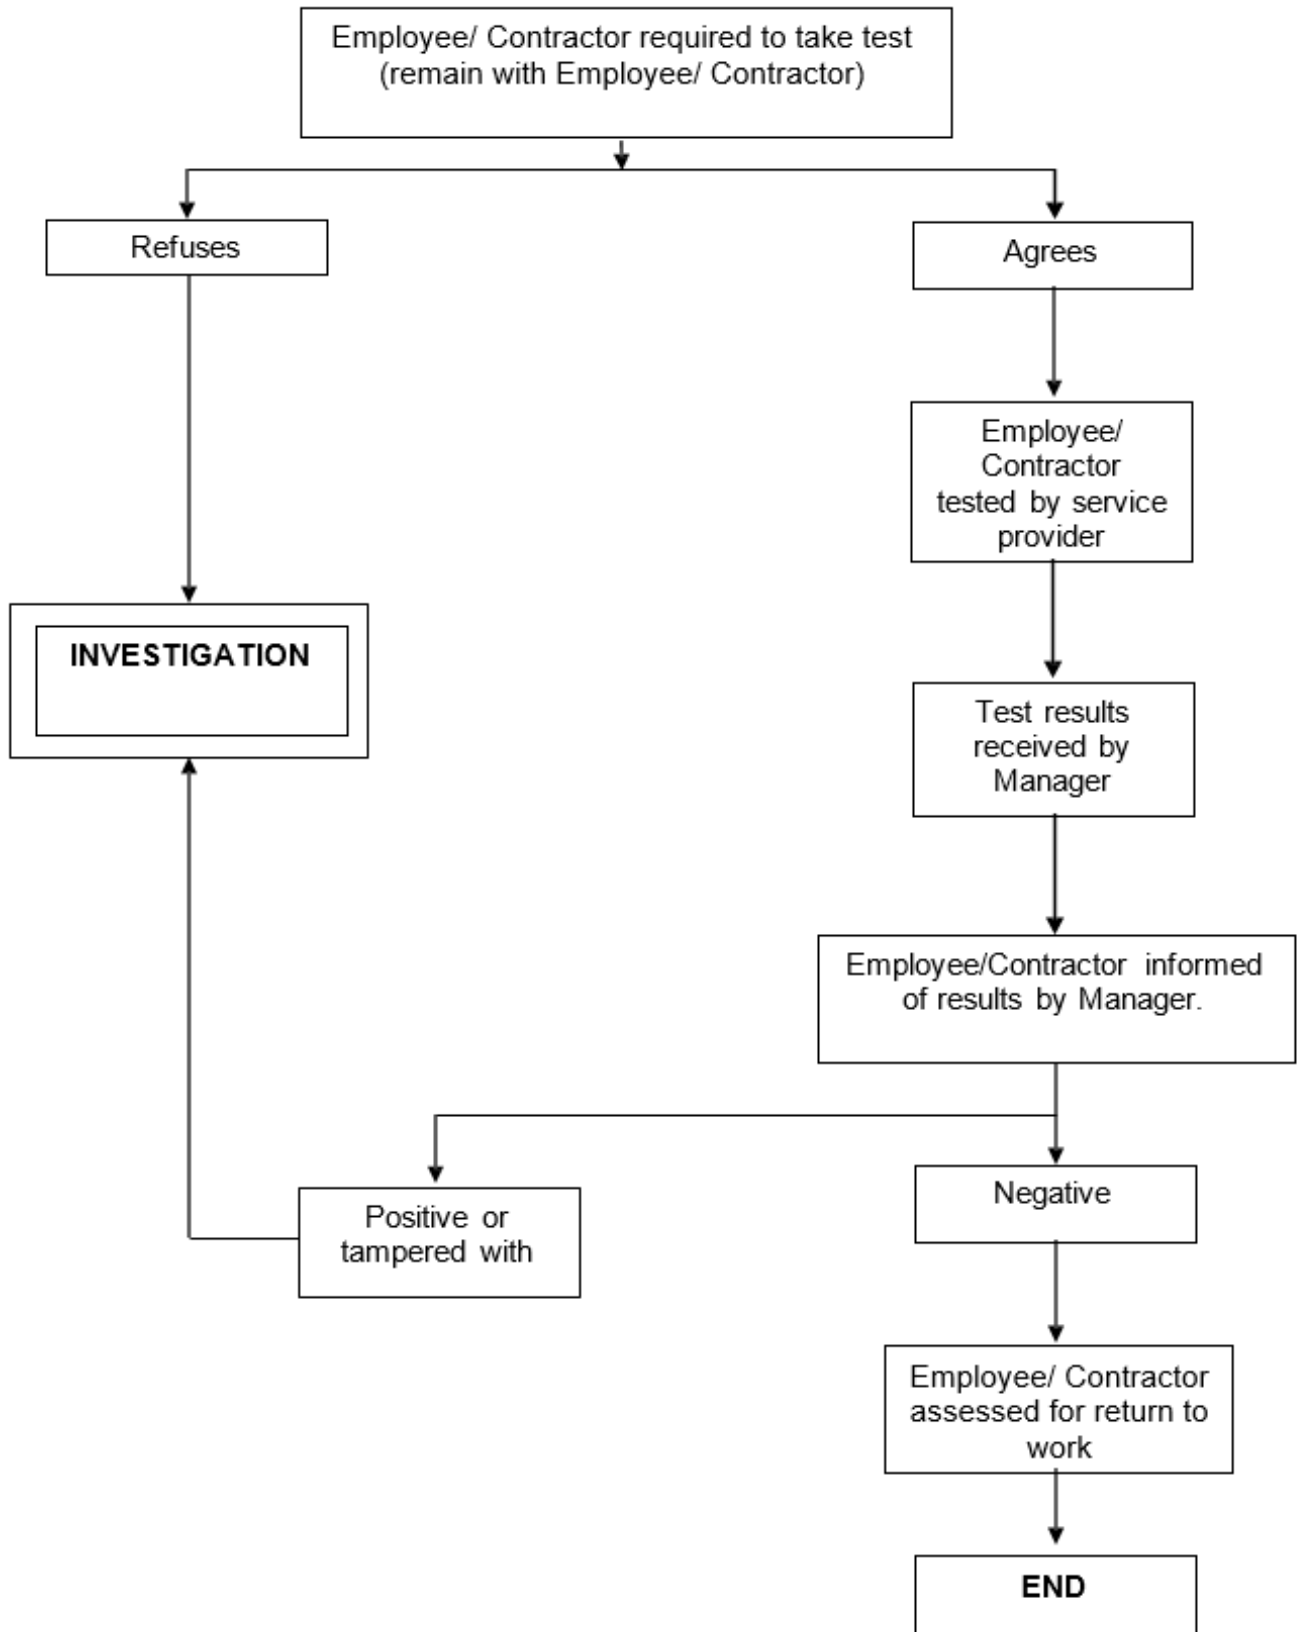 Employee/ Contractor required to take test
(remain with Employee/ Contractor)
Refuses
Agrees
Employee/
Contractor
tested by service
provider
INVESTIGATION
Test results
received by
Manager
Employee/Contractor informed
of results by Manager.
Positive or
tampered with
Negative
Employee/ Contractor
assessed for return to
work
END